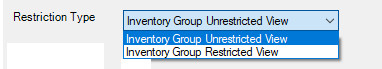 Restriction Type Inventory Group Unrestricted View
Inventory Group Unrestricted View
Inventory Group Restricted View